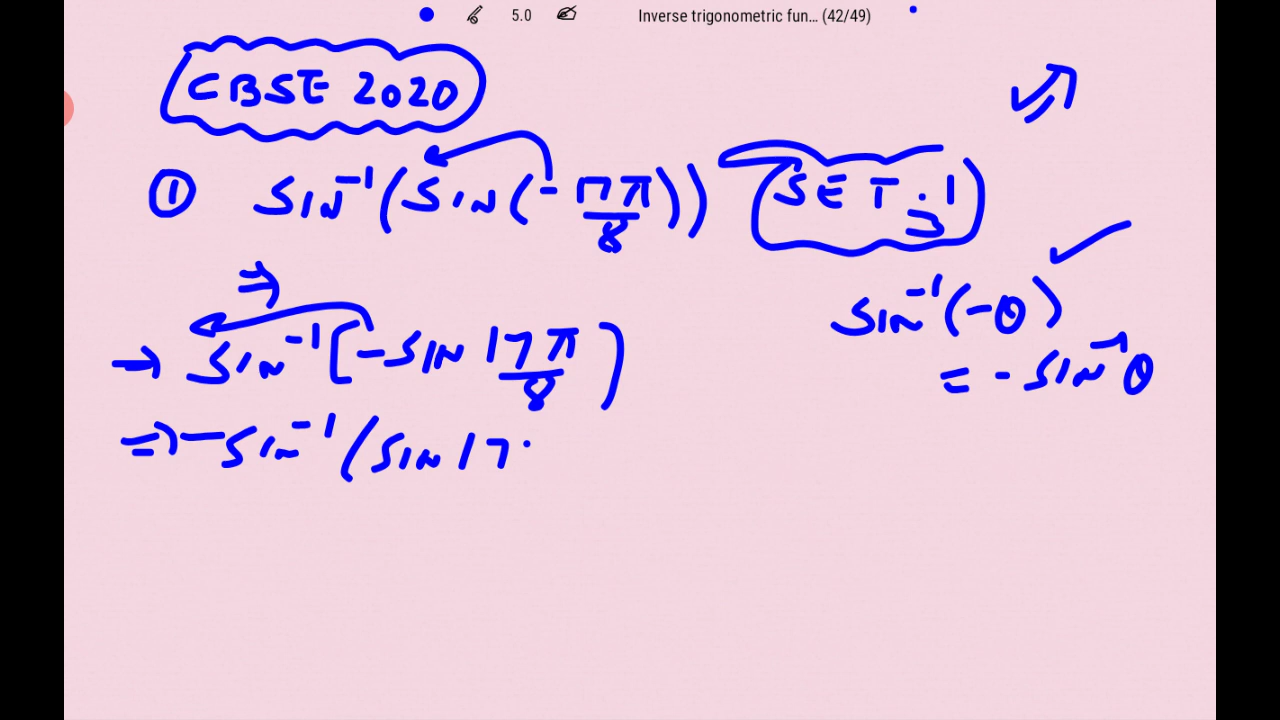 5.0 Inverse trigonometric fun... (42/49)
CBSE 2020
① sin⁻¹(sin(-17π/8)) SET.1
3
sin⁻¹(-θ)
= -sin⁻¹θ
⇒
→ sin⁻¹[-sin 17π/8)
⇒ -sin⁻¹(sin 17